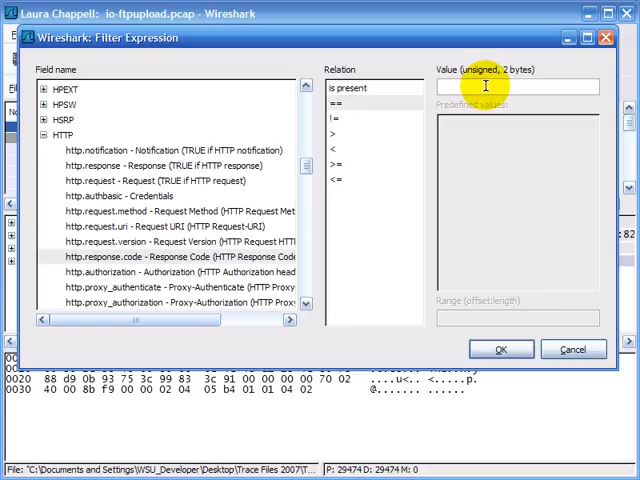 Laura Chappell: io-ftpupload.pcap - Wireshark
Wireshark: Filter Expression
Field name
Relation
Value (unsigned, 2 bytes)
HPEXT
HPSW
HSRP
HTTP
http.notification - Notification (TRUE if HTTP notification)
http.response - Response (TRUE if HTTP response)
http.request - Request (TRUE if HTTP request)
http.authbasic - Credentials
http.request.method - Request Method (HTTP Request Met
http.request.uri - Request URI (HTTP Request-URI)
http.request.version - Request Version (HTTP Request HTT
http.response.code - Response Code (HTTP Response Code
http.authorization - Authorization (HTTP Authorization head
http.proxy_authenticate - Proxy-Authenticate (HTTP Proxy-
http.proxy_authorization - Proxy-Authorization (HTTP Proxy
is present
==
!=
>
<
>=
<=
Predefined values:
Range (offset:length)
OK
Cancel
:82
0020 88 d9 0b 93 75 3c 99 83 3c 91 00 00 00 00 70 02 ....u<.. <.....p.
0030 40 00 8b f9 00 00 02 04 05 b4 01 01 04 02 @....... ......
File: "C:\Documents and Settings\WSU_Developer\Desktop\Trace Files 2007\T...
P: 29474 D: 29474 M: 0